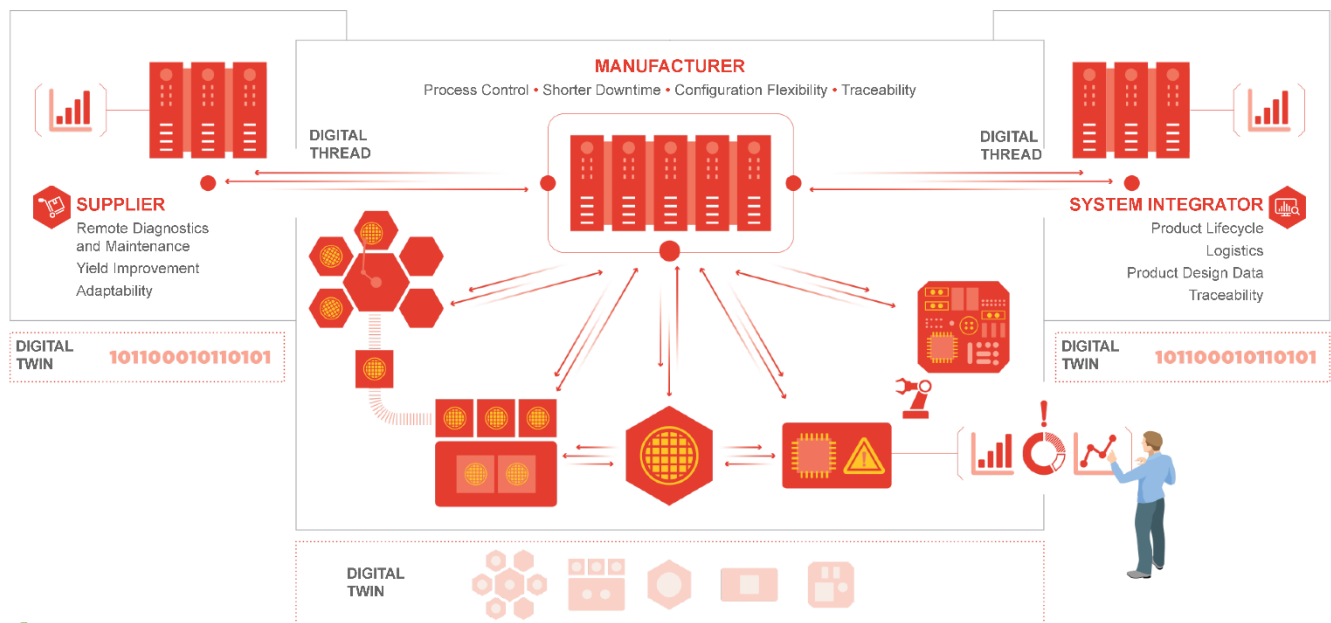 MANUFACTURER
Process Control • Shorter Downtime • Configuration Flexibility • Traceability
DIGITAL
THREAD
DIGITAL
THREAD
SUPPLIER
Remote Diagnostics
and Maintenance
Yield Improvement
Adaptability
SYSTEM INTEGRATOR
Product Lifecycle
Logistics
Product Design Data
Traceability
DIGITAL
TWIN
101100010110101
DIGITAL
TWIN
101100010110101
!
DIGITAL
TWIN